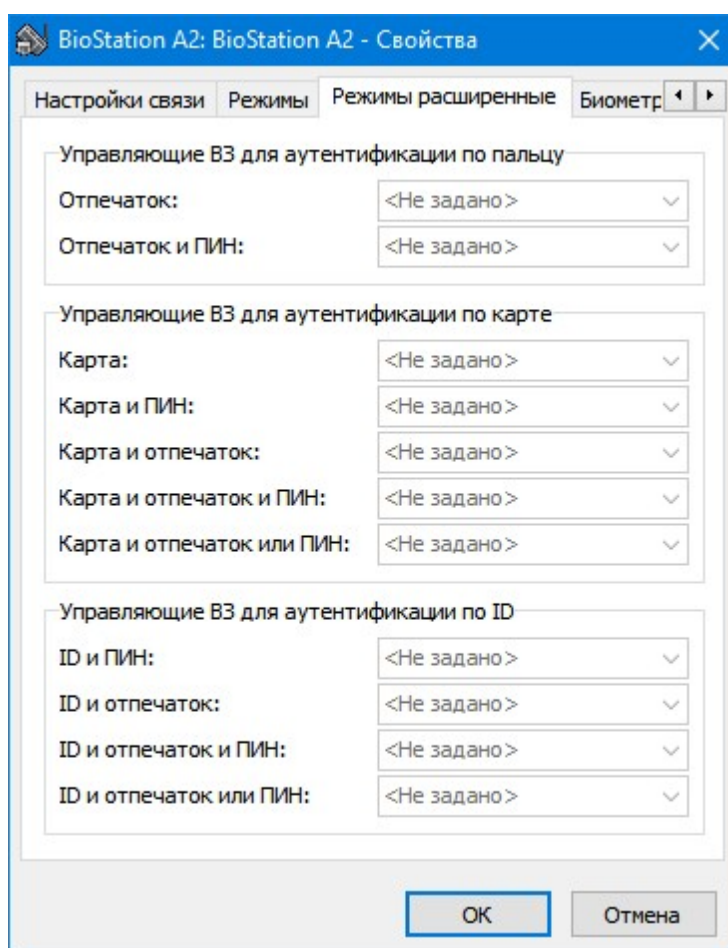 BioStation A2: BioStation A2 - Свойства
Настройки связи Режимы Режимы расширенные Биометр
Управляющие ВЗ для аутентификации по пальцу
Отпечаток: <Не задано>
Отпечаток и ПИН: <Не задано>
Управляющие ВЗ для аутентификации по карте
Карта: <Не задано>
Карта и ПИН: <Не задано>
Карта и отпечаток: <Не задано>
Карта и отпечаток и ПИН: <Не задано>
Карта и отпечаток или ПИН: <Не задано>
Управляющие ВЗ для аутентификации по ID
ID и ПИН: <Не задано>
ID и отпечаток: <Не задано>
ID и отпечаток и ПИН: <Не задано>
ID и отпечаток или ПИН: <Не задано>
ОК Отмена